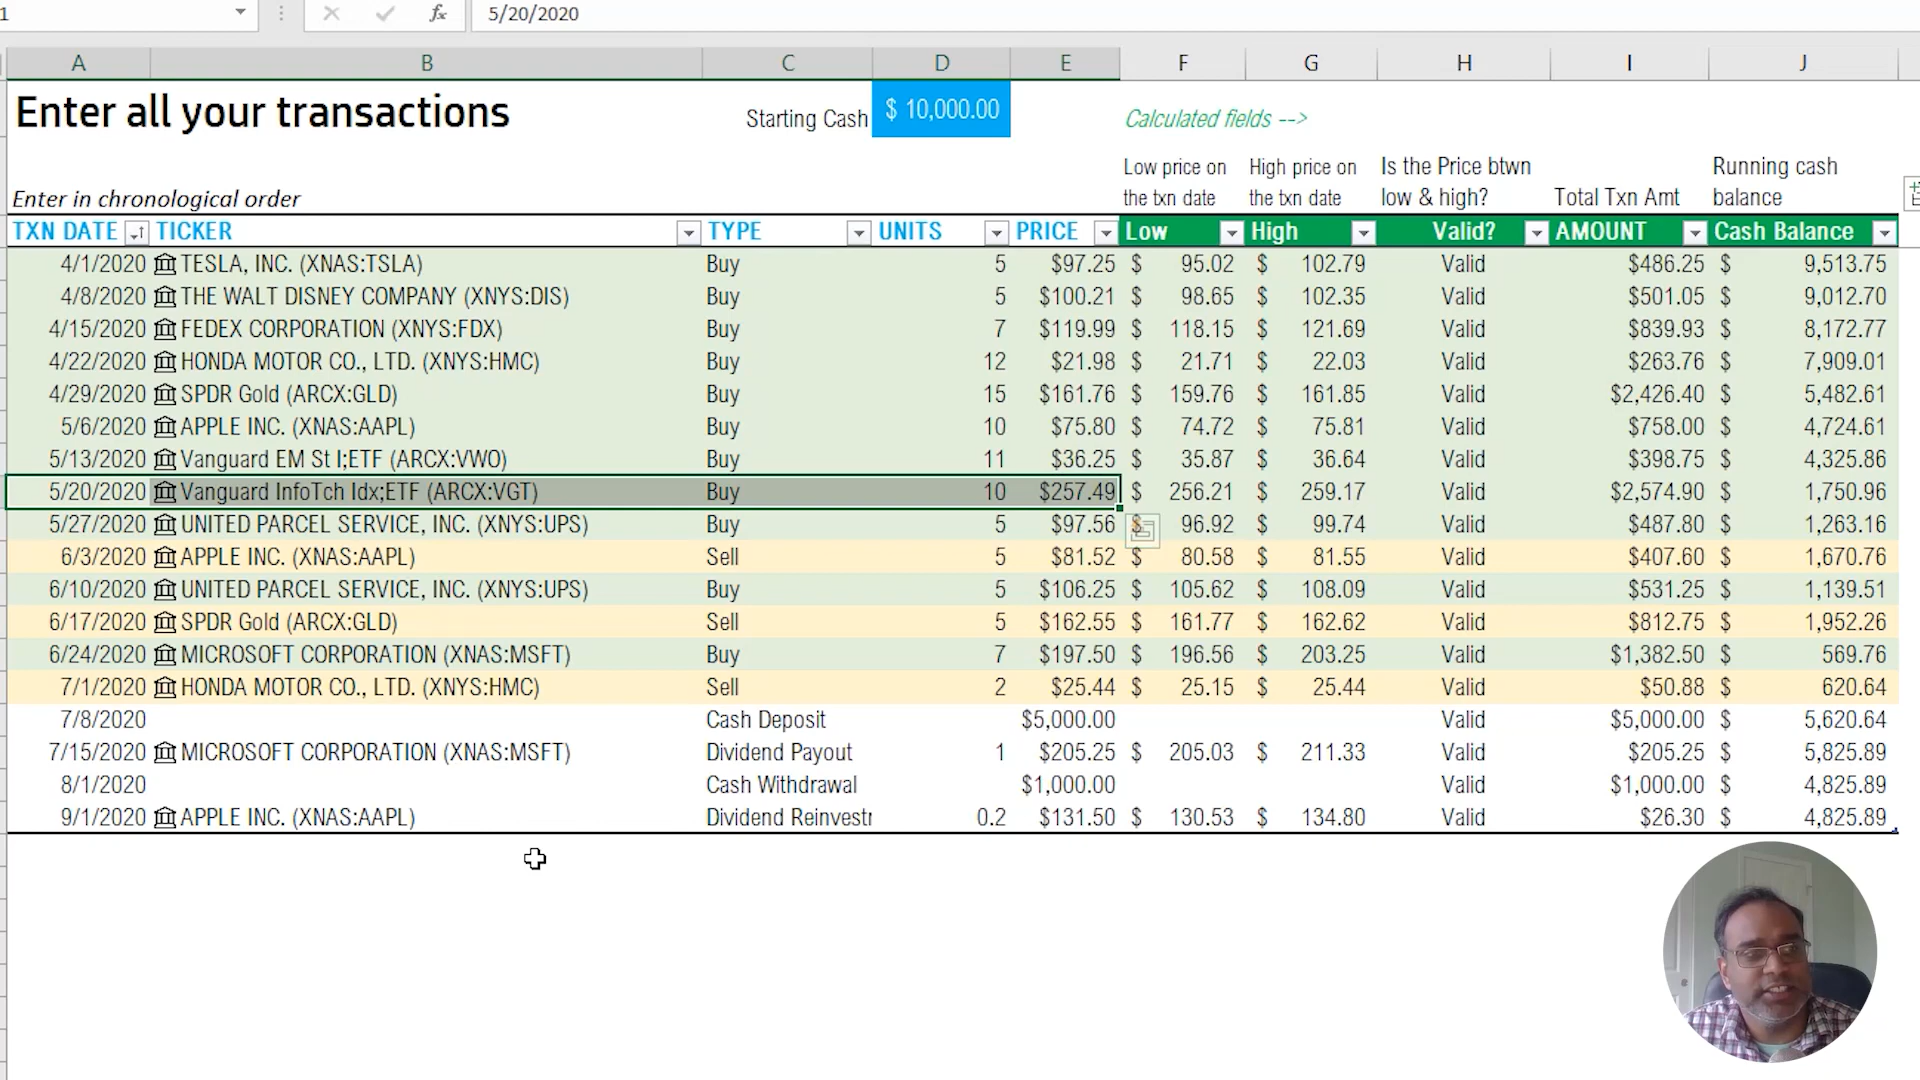 1 fx 5/20/2020
A B C D E F G H I J
Enter all your transactions Starting Cash $ 10,000.00 Calculated fields -->
Low price on High price on Is the Price btwn Running cash
Enter in chronological order the txn date the txn date low & high? Total Txn Amt balance
TXN DATE TICKER TYPE UNITS PRICE Low High Valid? AMOUNT Cash Balance
4/1/2020 TESLA, INC. (XNAS:TSLA) Buy 5 $97.25 $ 95.02 $ 102.79 Valid $486.25 $ 9,513.75
4/8/2020 THE WALT DISNEY COMPANY (XNYS:DIS) Buy 5 $100.21 $ 98.65 $ 102.35 Valid $501.05 $ 9,012.70
4/15/2020 FEDEX CORPORATION (XNYS:FDX) Buy 7 $119.99 $ 118.15 $ 121.69 Valid $839.93 $ 8,172.77
4/22/2020 HONDA MOTOR CO., LTD. (XNYS:HMC) Buy 12 $21.98 $ 21.71 $ 22.03 Valid $263.76 $ 7,909.01
4/29/2020 SPDR Gold (ARCX:GLD) Buy 15 $161.76 $ 159.76 $ 161.85 Valid $2,426.40 $ 5,482.61
5/6/2020 APPLE INC. (XNAS:AAPL) Buy 10 $75.80 $ 74.72 $ 75.81 Valid $758.00 $ 4,724.61
5/13/2020 Vanguard EM St I;ETF (ARCX:VWO) Buy 11 $36.25 $ 35.87 $ 36.64 Valid $398.75 $ 4,325.86
5/20/2020 Vanguard InfoTch Idx;ETF (ARCX:VGT) Buy 10 $257.49 $ 256.21 $ 259.17 Valid $2,574.90 $ 1,750.96
5/27/2020 UNITED PARCEL SERVICE, INC. (XNYS:UPS) Buy 5 $97.56 $ 96.92 $ 99.74 Valid $487.80 $ 1,263.16
6/3/2020 APPLE INC. (XNAS:AAPL) Sell 5 $81.52 $ 80.58 $ 81.55 Valid $407.60 $ 1,670.76
6/10/2020 UNITED PARCEL SERVICE, INC. (XNYS:UPS) Buy 5 $106.25 $ 105.62 $ 108.09 Valid $531.25 $ 1,139.51
6/17/2020 SPDR Gold (ARCX:GLD) Sell 5 $162.55 $ 161.77 $ 162.62 Valid $812.75 $ 1,952.26
6/24/2020 MICROSOFT CORPORATION (XNAS:MSFT) Buy 7 $197.50 $ 196.56 $ 203.25 Valid $1,382.50 $ 569.76
7/1/2020 HONDA MOTOR CO., LTD. (XNYS:HMC) Sell 2 $25.44 $ 25.15 $ 25.44 Valid $50.88 $ 620.64
7/8/2020 Cash Deposit $5,000.00 Valid $5,000.00 $ 5,620.64
7/15/2020 MICROSOFT CORPORATION (XNAS:MSFT) Dividend Payout 1 $205.25 $ 205.03 $ 211.33 Valid $205.25 $ 5,825.89
8/1/2020 Cash Withdrawal $1,000.00 Valid $1,000.00 $ 4,825.89
9/1/2020 APPLE INC. (XNAS:AAPL) Dividend Reinvestr 0.2 $131.50 $ 130.53 $ 134.80 Valid $26.30 $ 4,825.89